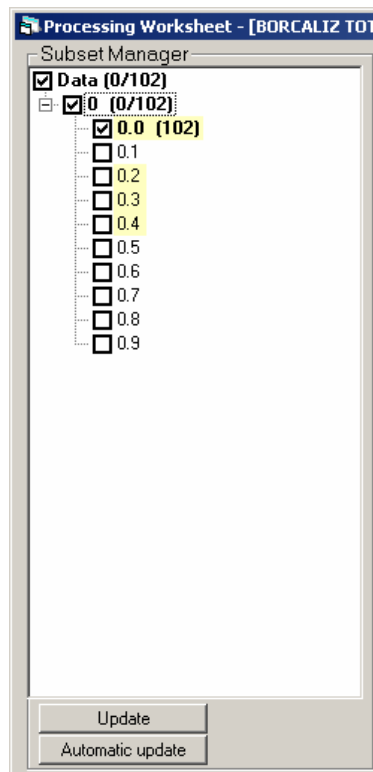 Processing Worksheet - [BORCALIZ TOT
Subset Manager
Data (0/102)
0 (0/102)
0.0 (102)
0.1
0.2
0.3
0.4
0.5
0.6
0.7
0.8
0.9
Update
Automatic update